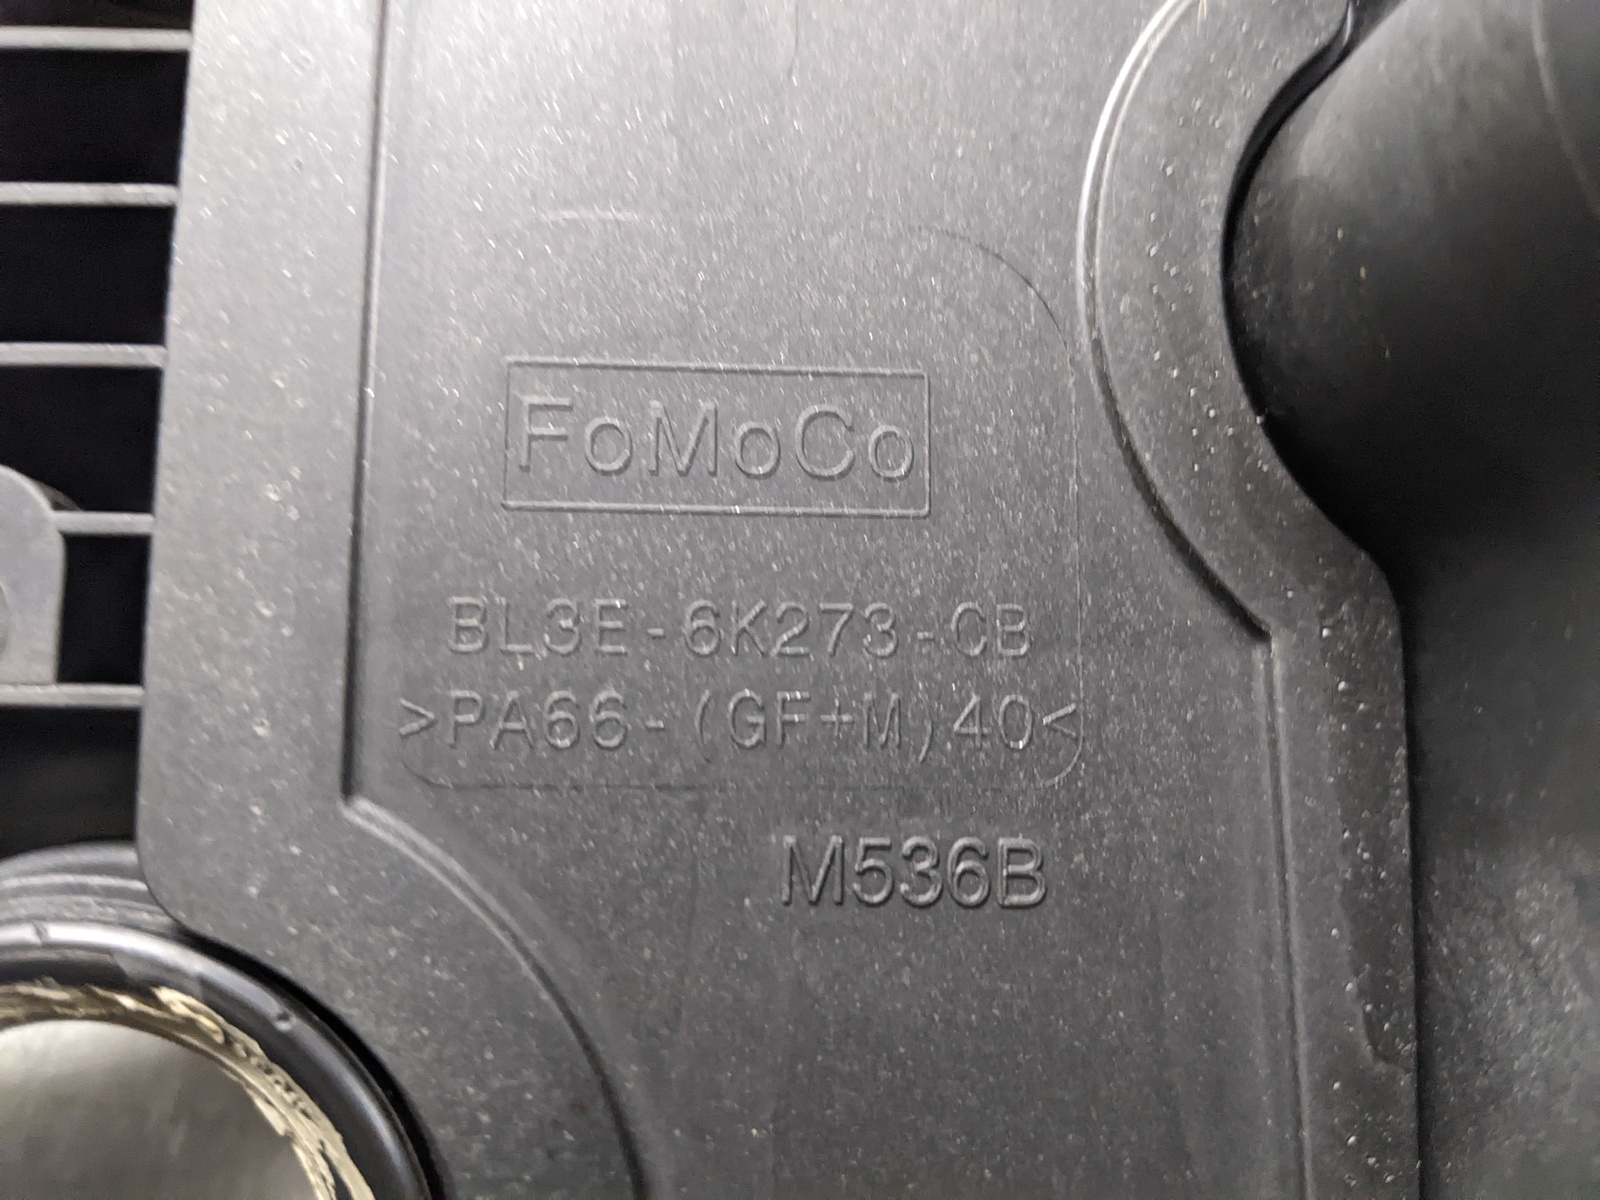 FoMoCo
BL3E-6K273-CB
>PA66-(GF+M)40<
M536B